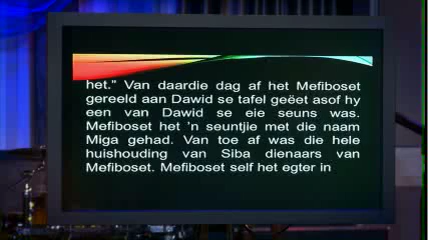 het." Van daardie dag af het Mefiboset
gereeld aan Dawid se tafel geëet asof hy
een van Dawid se eie seuns was.
Mefiboset het 'n seuntjie met die naam
Miga gehad. Van toe af was die hele
huishouding van Siba dienaars van
Mefiboset. Mefiboset self het egter in